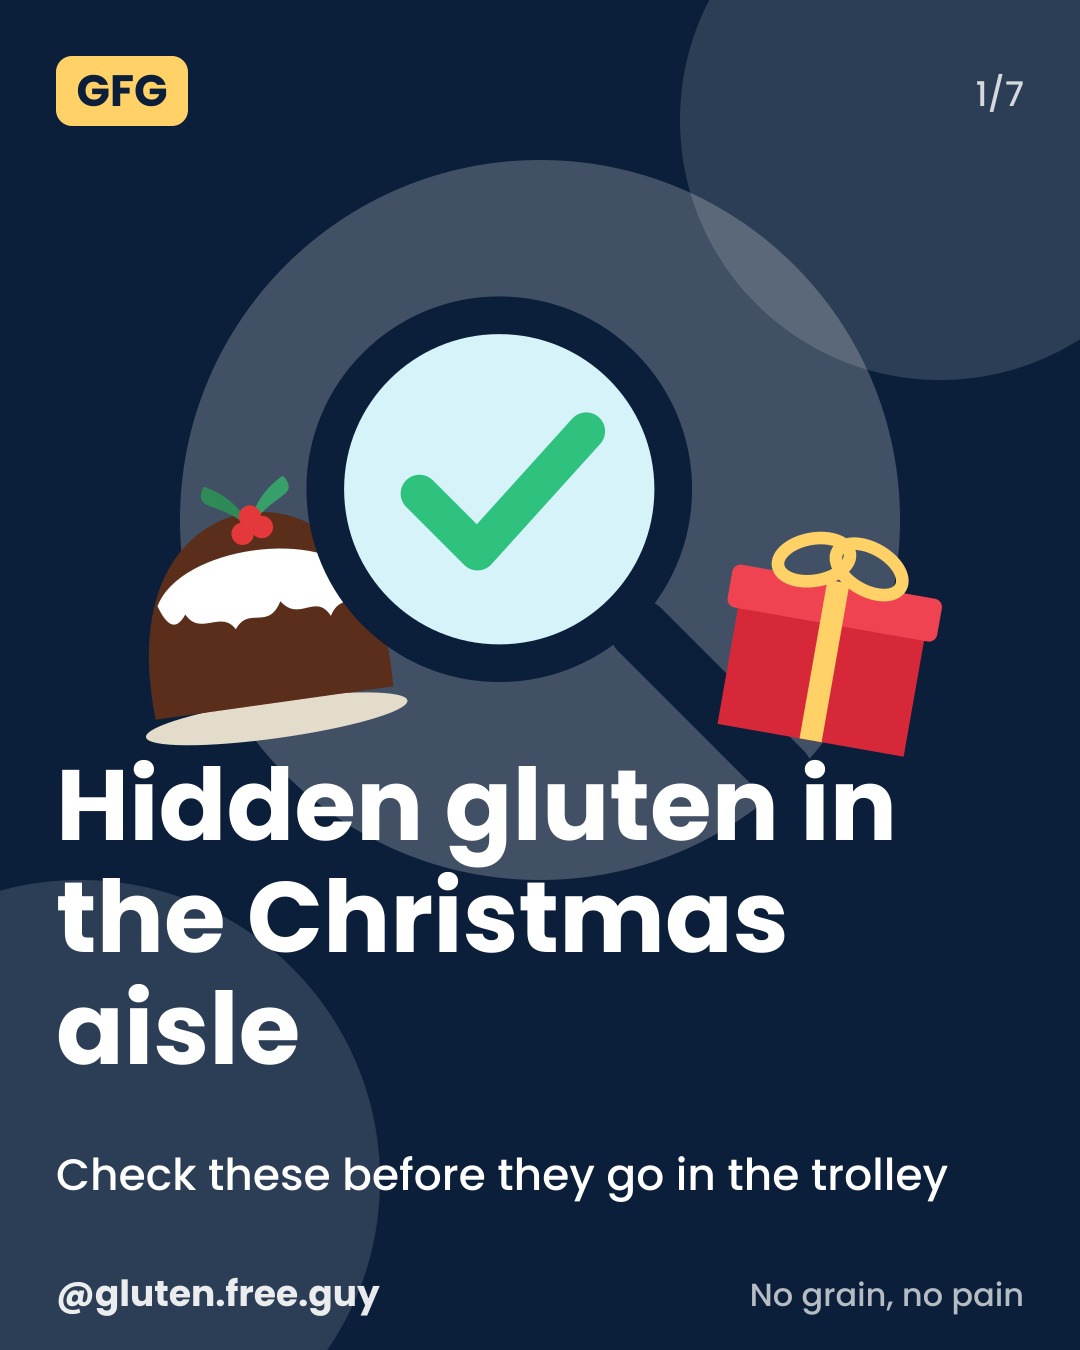 GFG
1/7
Hidden gluten in
the Christmas
aisle
Check these before they go in the trolley
@gluten.free.guy
No grain, no pain